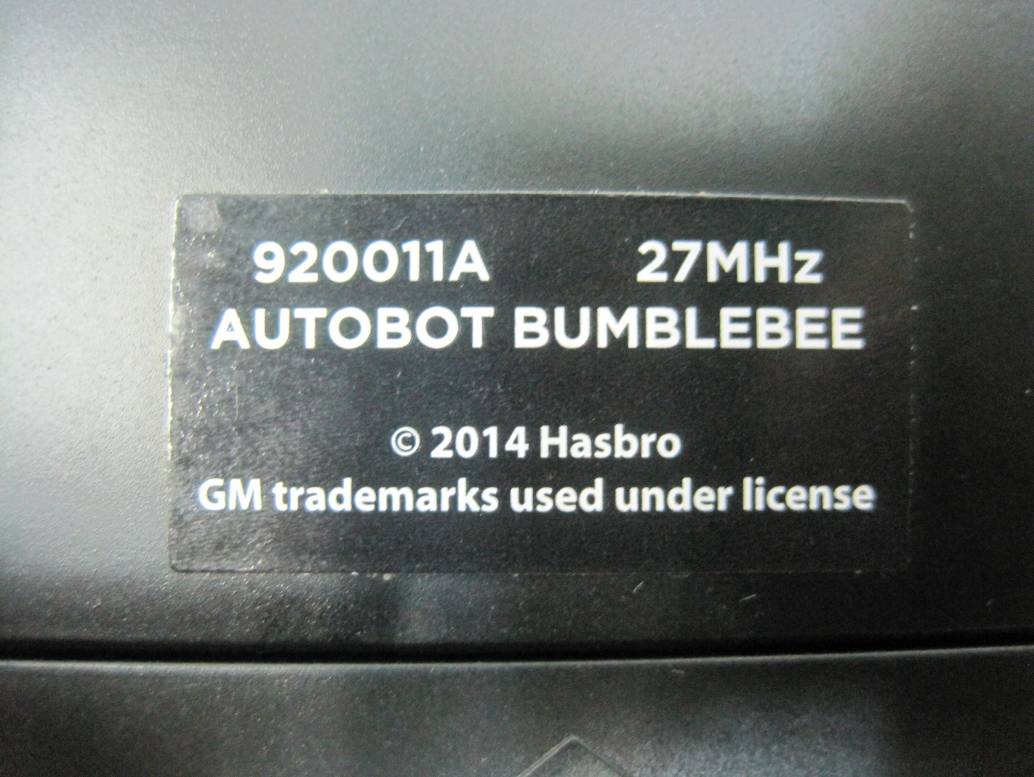 920011A 27MHz
AUTOBOT BUMBLEBEE
© 2014 Hasbro
GM trademarks used under license